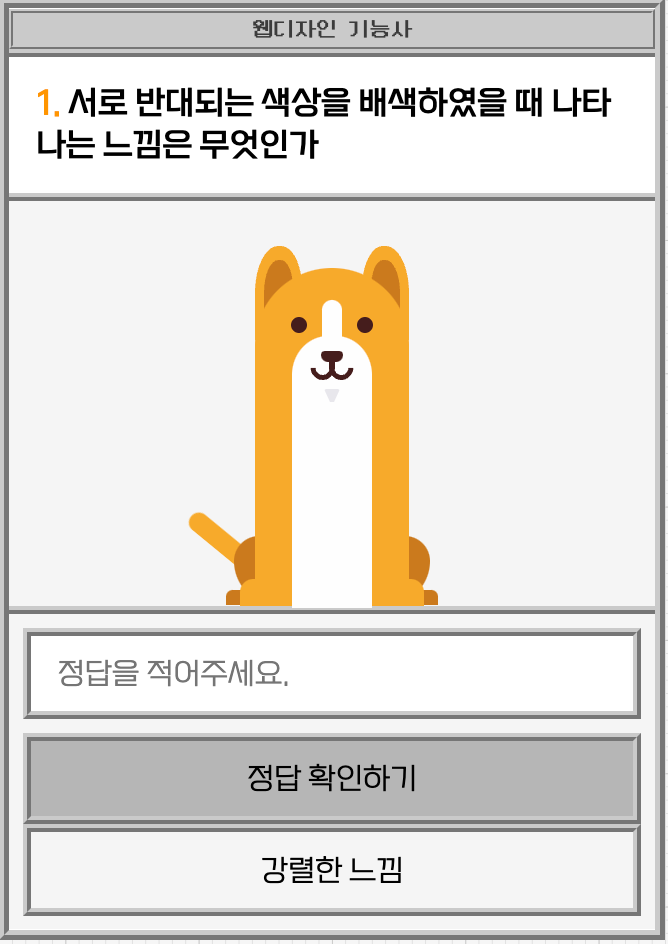 웹디자인 기능사
1. 서로 반대되는 색상을 배색하였을 때 나타
나는 느낌은 무엇인가
정답을 적어주세요.
정답 확인하기
강렬한 느낌